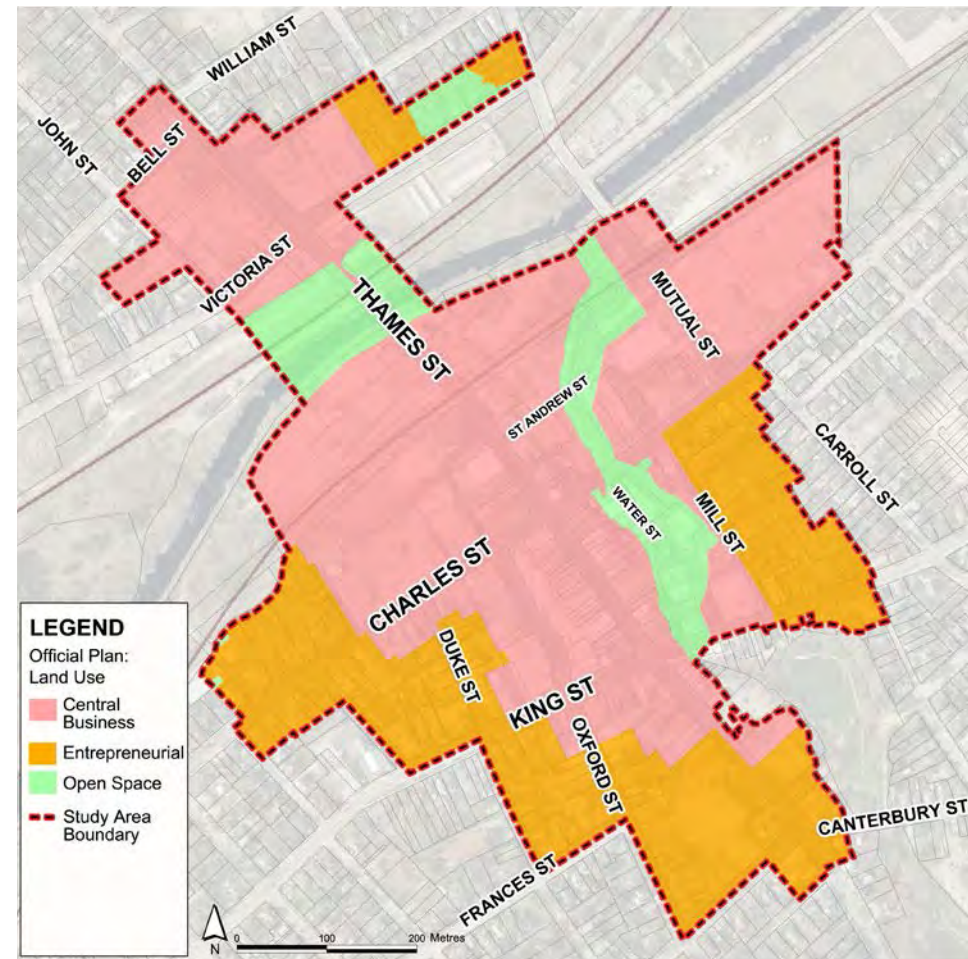 WILLIAM ST
JOHN ST
BELL ST
VICTORIA ST
THAMES ST
MUTUAL ST
ST ANDREW ST
CARROLL ST
WATER ST
MILL ST
CHARLES ST
DUKE ST
KING ST
OXFORD ST
CANTERBURY ST
FRANCES ST
LEGEND
Official Plan:
Land Use
Central
Business
Entrepreneurial
Open Space
Study Area
Boundary
N
0 100 200 Metres